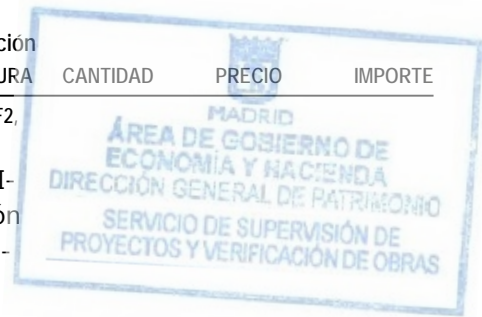 ción
URA CANTIDAD PRECIO IMPORTE
F2,
MADRID
ÁREA DE GOBIERNO DE
ECONOMÍA Y HACIENDA
DIRECCIÓN GENERAL DE PATRIMONIO
I-
SERVICIO DE SUPERVISIÓN DE
ón
PROYECTOS Y VERIFICACIÓN DE OBRAS
-